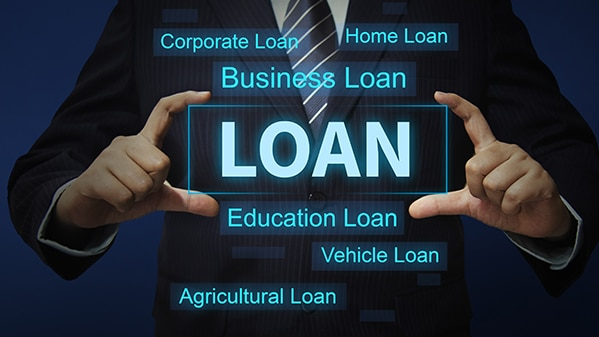 Corporate Loan
Home Loan
Business Loan
LOAN
Education Loan
Vehicle Loan
Agricultural Loan